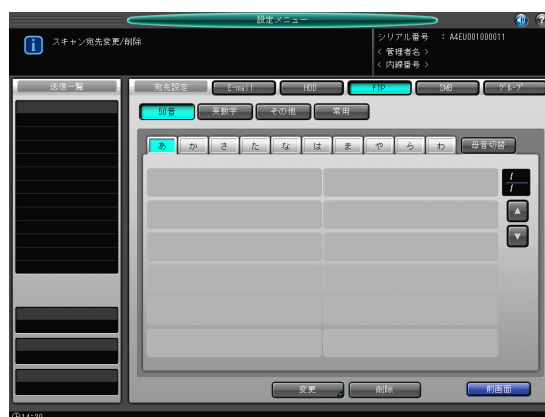 設定メニュー
スキャン宛先変更/削除
シリアル番号 : A4EU001000011
< 管理者名 >
< 内線番号 >
送信一覧
宛先設定 E-mail HDD FTP SMB グループ
50音 英数字 その他 常用
あ か さ た な は ま や ら わ 母音切替
1/1
変更 削除 前画面
14:30